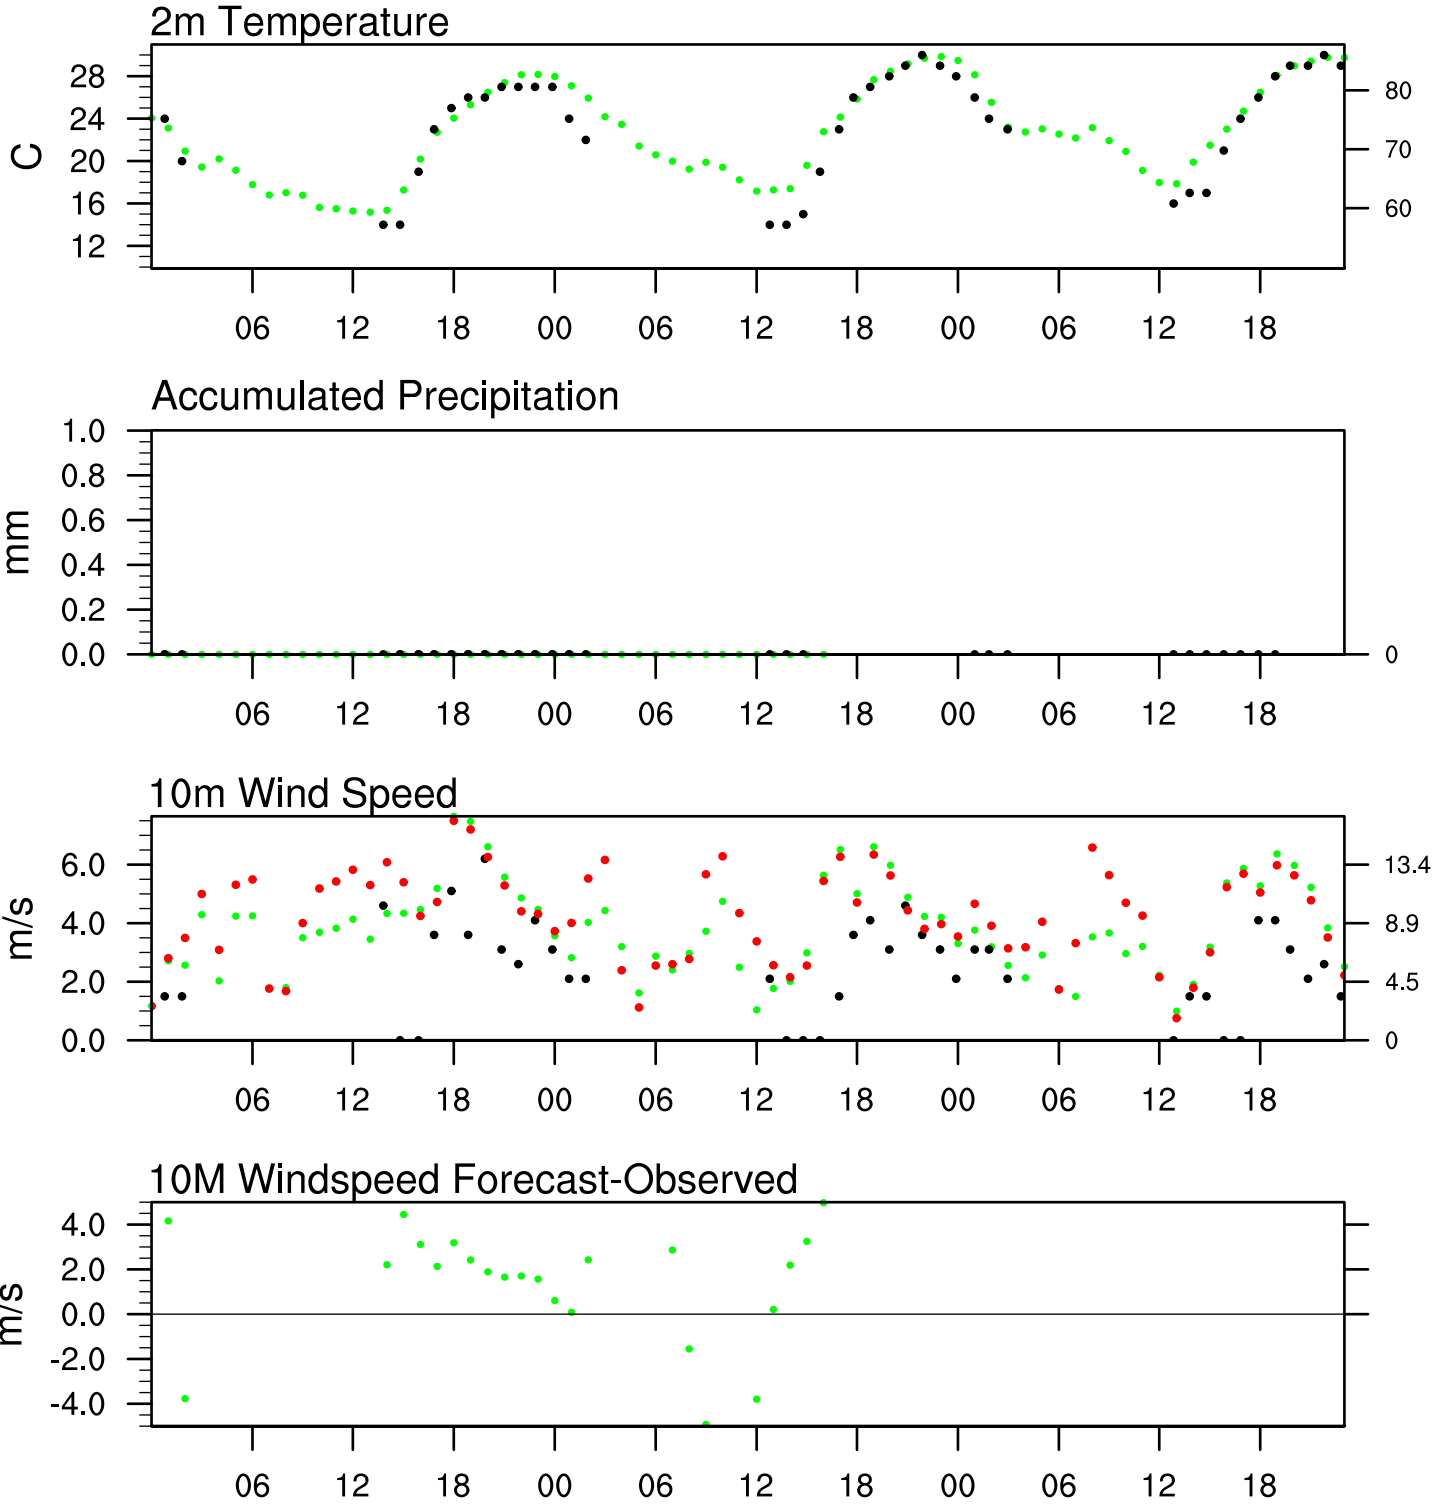 2m Temperature
C
28
24
20
16
12
80
70
60
06 12 18 00 06 12 18 00 06 12 18
Accumulated Precipitation
mm
1.0
0.8
0.6
0.4
0.2
0.0
0
06 12 18 00 06 12 18 00 06 12 18
10m Wind Speed
m/s
6.0
4.0
2.0
0.0
13.4
8.9
4.5
0
06 12 18 00 06 12 18 00 06 12 18
10M Windspeed Forecast-Observed
m/s
4.0
2.0
0.0
-2.0
-4.0
06 12 18 00 06 12 18 00 06 12 18